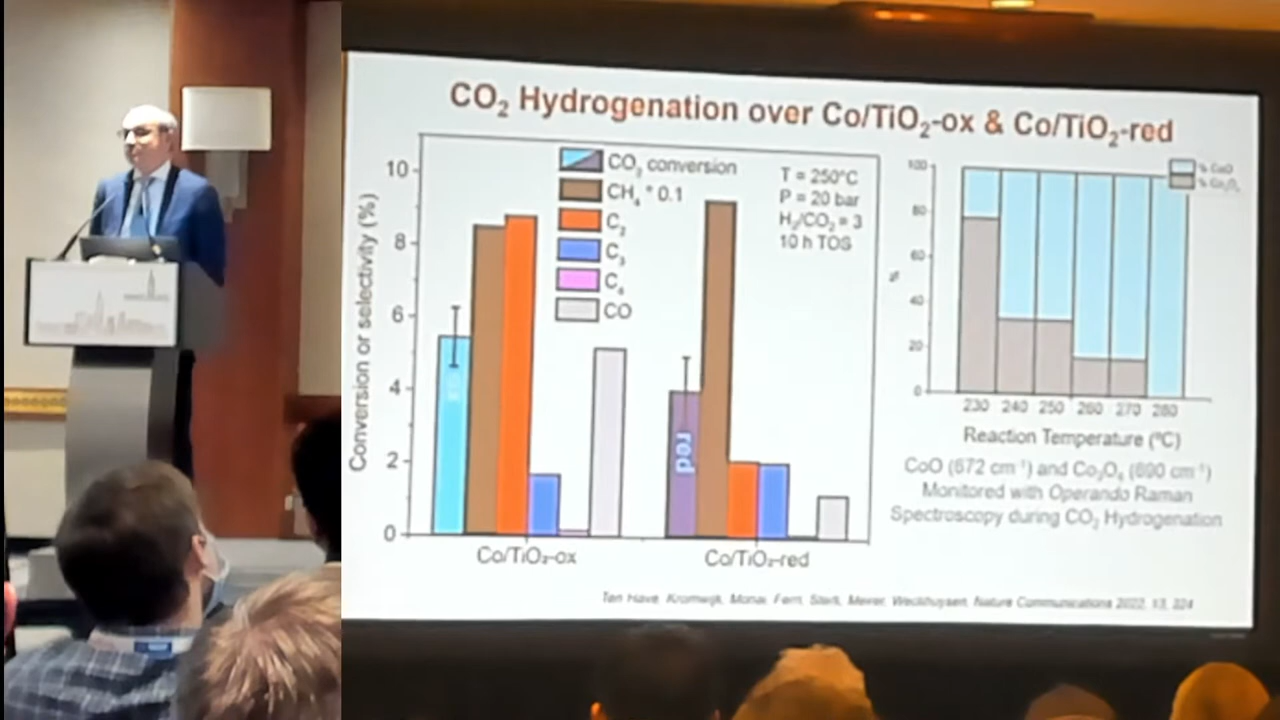 CO₂ Hydrogenation over Co/TiO₂-ox & Co/TiO₂-red
Conversion or selectivity (%)
10
8
6
4
2
0
CO₂ conversion
CH₄ * 0.1
C₂
C₃
C₄
CO
T = 250°C
P = 20 bar
H₂/CO₂ = 3
10 h TOS
red
Co/TiO₂-ox
Co/TiO₂-red
% CoO
% Co₃O₄
%
100
80
60
40
20
0
230 240 250 260 270 280
Reaction Temperature (ºC)
CoO (672 cm⁻¹) and Co₃O₄ (690 cm⁻¹)
Monitored with Operando Raman
Spectroscopy during CO₂ Hydrogenation
Ten Have, Kromwijk, Monai, Ferri, Sterk, Meirer, Weckhuysen, Nature Communications 2022, 13, 324